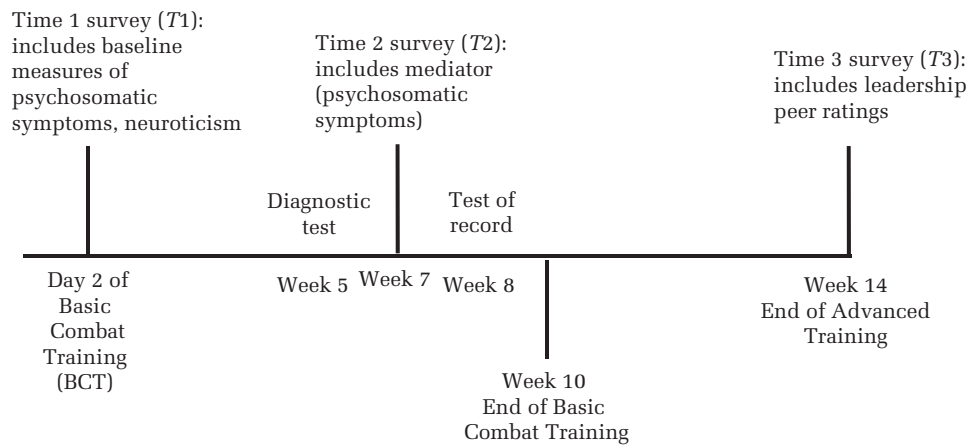 Time 1 survey (T1):
includes baseline
measures of
psychosomatic
symptoms, neuroticism
Time 2 survey (T2):
includes mediator
(psychosomatic
symptoms)
Time 3 survey (T3):
includes leadership
peer ratings
Diagnostic
test
Test of
record
Day 2 of
Basic
Combat
Training
(BCT)
Week 5
Week 7
Week 8
Week 10
End of Basic
Combat Training
Week 14
End of Advanced
Training